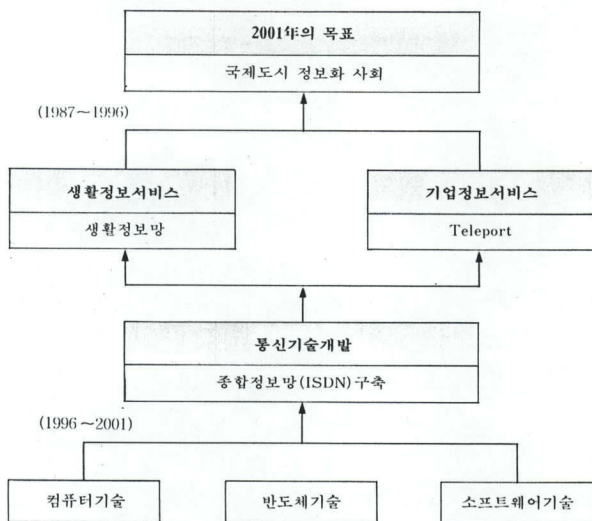 2001年의 목표
국제도시 정보화 사회
(1987~1996)
생활정보서비스
기업정보서비스
생활정보망
Teleport
통신기술개발
종합정보망(ISDN)구축
(1996~2001)
컴퓨터기술
반도체기술
소프트웨어기술